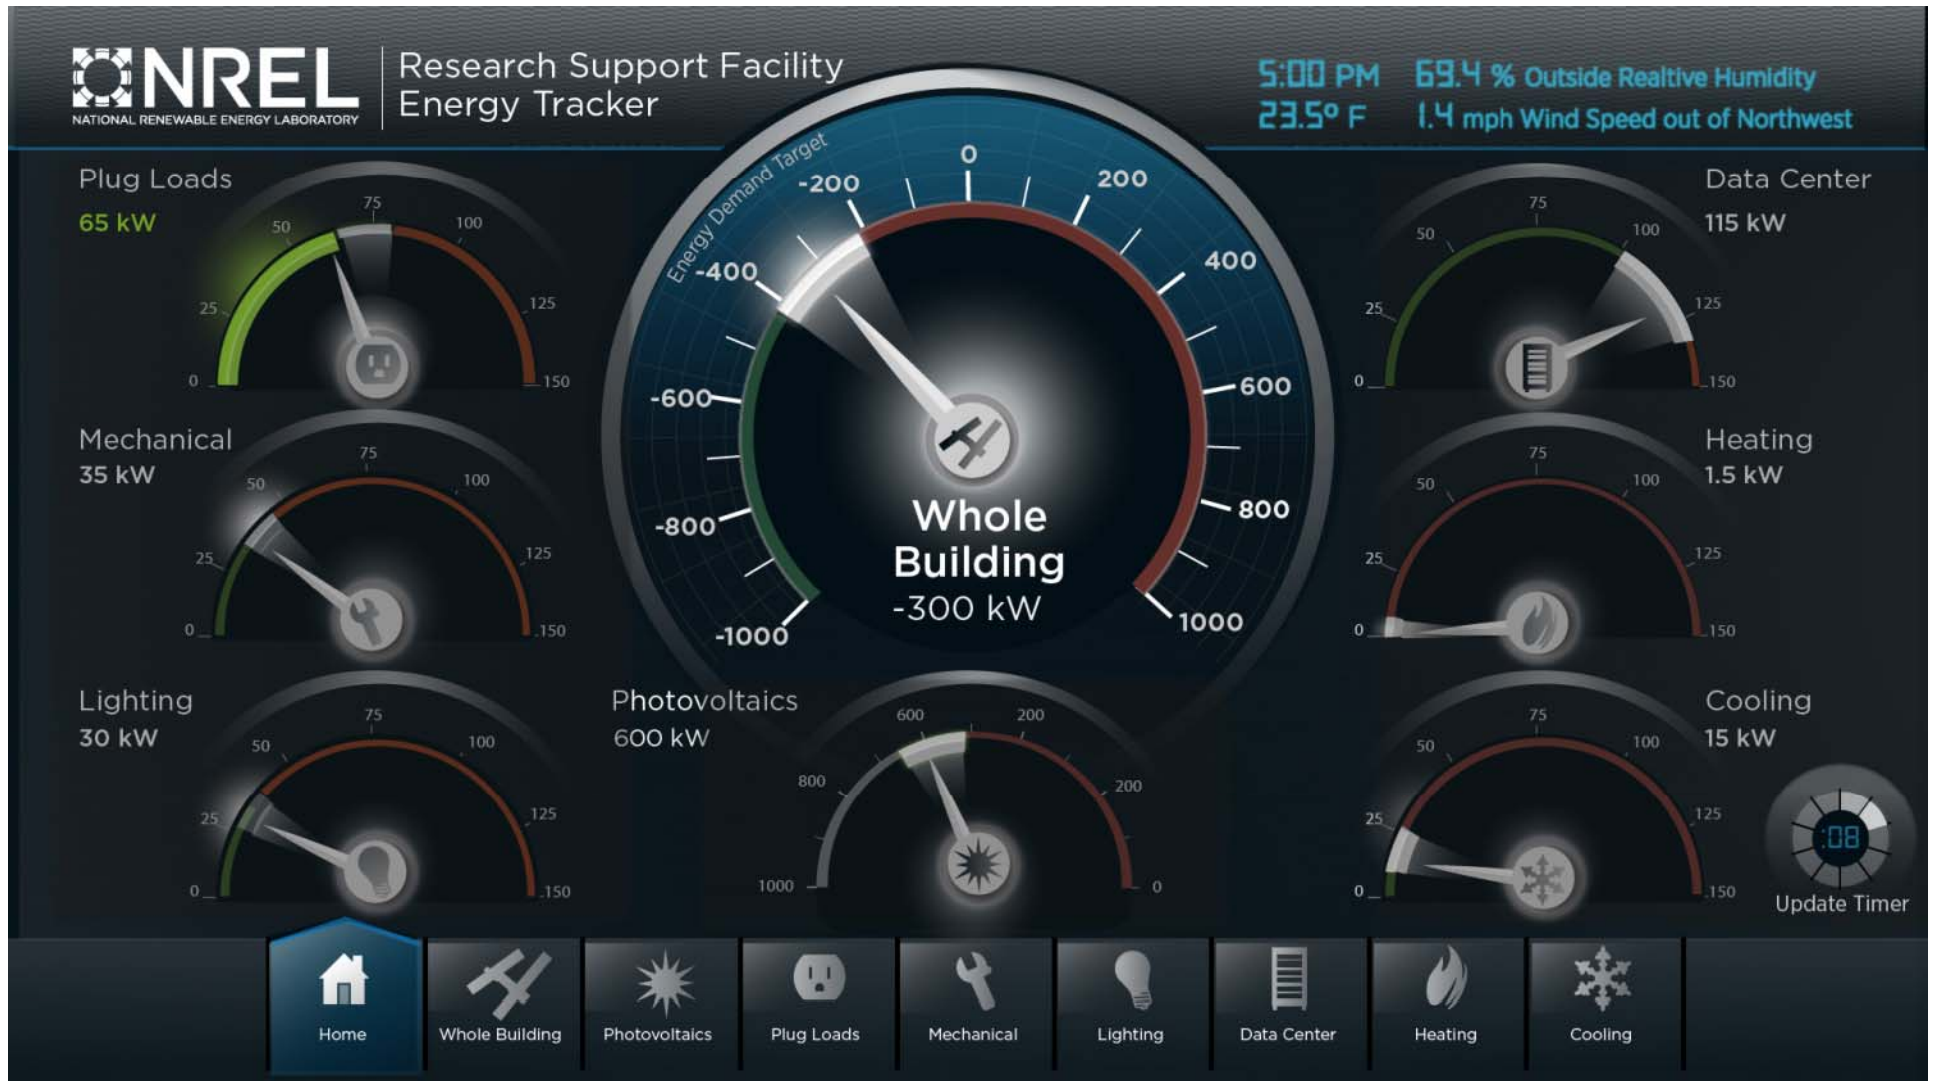 NREL
NATIONAL RENEWABLE ENERGY LABORATORY
Research Support Facility
Energy Tracker
5:00 PM
69.4 % Outside Realtive Humidity
23.5° F
1.4 mph Wind Speed out of Northwest
Plug Loads
65 kW
0
25
50
75
100
125
150
Energy Demand Target
-1000
-800
-600
-400
-200
0
200
400
600
800
1000
Whole
Building
-300 kW
Data Center
115 kW
0
25
50
75
100
125
150
Mechanical
35 kW
0
25
50
75
100
125
150
Heating
1.5 kW
0
25
50
75
100
125
150
Lighting
30 kW
0
25
50
75
100
125
150
Photovoltaics
600 kW
1000
800
600
200
200
0
Cooling
15 kW
0
25
50
75
100
125
150
:08
Update Timer
Home
Whole Building
Photovoltaics
Plug Loads
Mechanical
Lighting
Data Center
Heating
Cooling